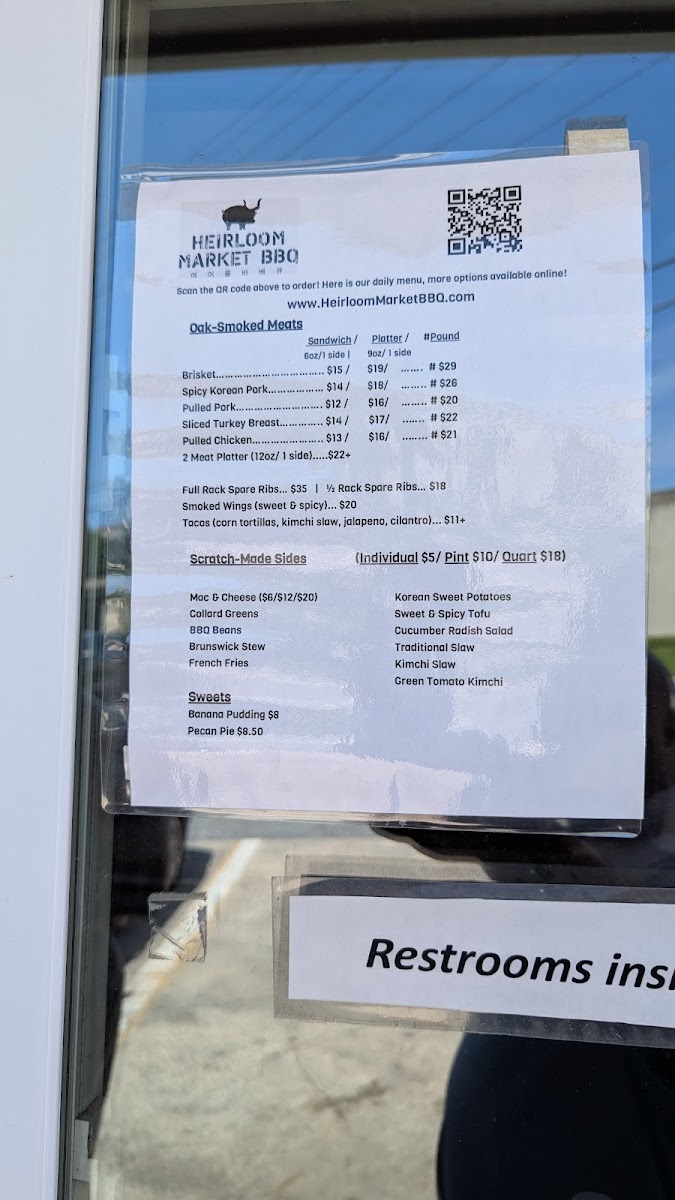 HEIRLOOM
MARKET BBQ
에 어 룸 비 비 큐
Scan the QR code above to order! Here is our daily menu, more options available online!
www.HeirloomMarketBBQ.com
Oak-Smoked Meats
Sandwich / Platter / #Pound
6oz/1 side | 9oz/ 1 side
Brisket................................. $15 / $19/ ....... # $29
Spicy Korean Pork................. $14 / $18/ ........ # $26
Pulled Pork.......................... $12 / $16/ ........ # $20
Sliced Turkey Breast............. $14 / $17/ ....... # $22
Pulled Chicken...................... $13 / $16/ ........ # $21
2 Meat Platter (12oz/ 1 side).....$22+
Full Rack Spare Ribs... $35 | ½ Rack Spare Ribs... $18
Smoked Wings (sweet & spicy)... $20
Tacos (corn tortillas, kimchi slaw, jalapeno, cilantro)... $11+
Scratch-Made Sides (Individual $5/ Pint $10/ Quart $18)
Mac & Cheese ($6/$12/$20)
Collard Greens
BBQ Beans
Brunswick Stew
French Fries
Korean Sweet Potatoes
Sweet & Spicy Tofu
Cucumber Radish Salad
Traditional Slaw
Kimchi Slaw
Green Tomato Kimchi
Sweets
Banana Pudding $8
Pecan Pie $8.50
Restrooms insi